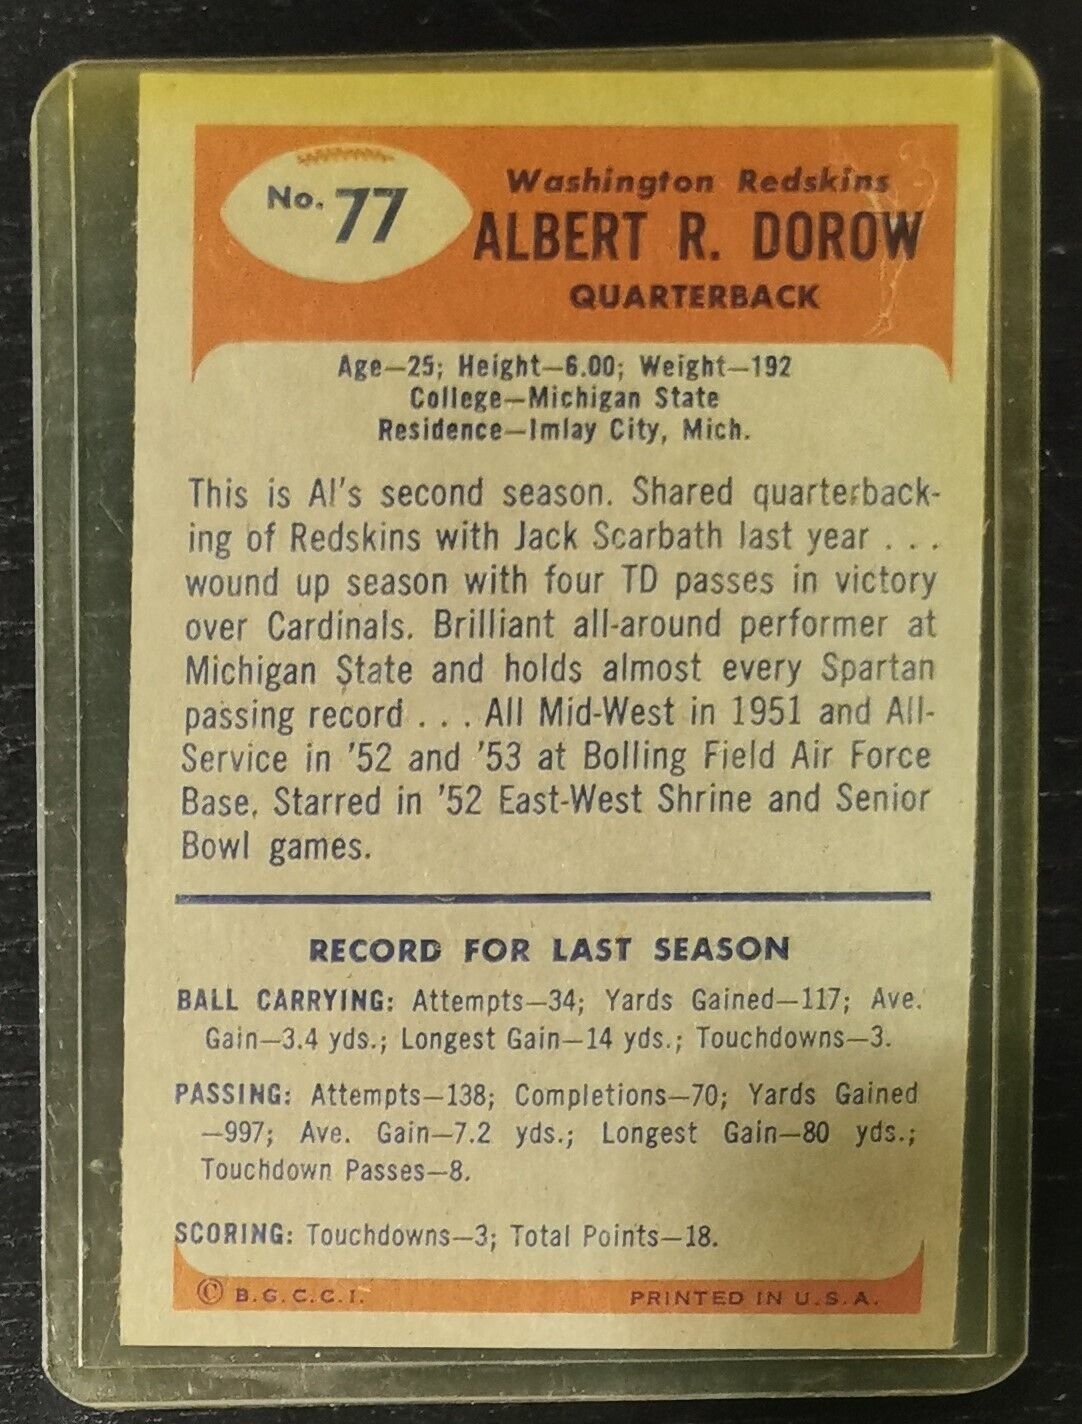 No. 77
Washington Redskins
ALBERT R. DOROW
QUARTERBACK
Age—25; Height—6.00; Weight—192
College—Michigan State
Residence—Imlay City, Mich.
This is Al's second season. Shared quarterback-
ing of Redskins with Jack Scarbath last year . . .
wound up season with four TD passes in victory
over Cardinals. Brilliant all-around performer at
Michigan State and holds almost every Spartan
passing record . . . All Mid-West in 1951 and All-
Service in '52 and '53 at Bolling Field Air Force
Base. Starred in '52 East-West Shrine and Senior
Bowl games.
RECORD FOR LAST SEASON
BALL CARRYING: Attempts—34; Yards Gained—117; Ave.
Gain—3.4 yds.; Longest Gain—14 yds.; Touchdowns—3.
PASSING: Attempts—138; Completions—70; Yards Gained
—997; Ave. Gain—7.2 yds.; Longest Gain—80 yds.;
Touchdown Passes—8.
SCORING: Touchdowns—3; Total Points—18.
© B.G.C.C.I. PRINTED IN U.S.A.